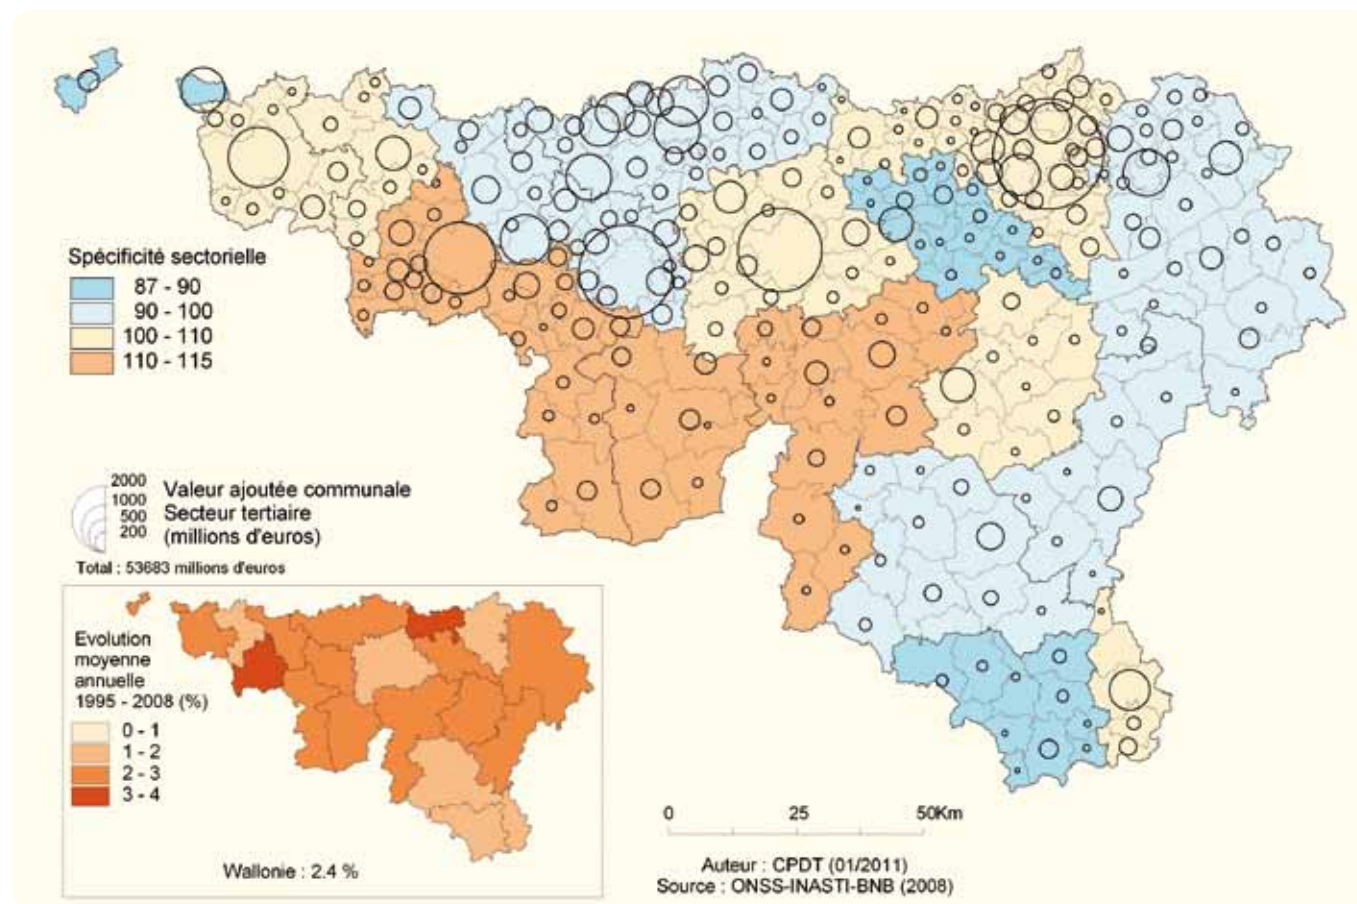 Spécificité sectorielle
87 - 90
90 - 100
100 - 110
110 - 115
2000
1000
500
200
Valeur ajoutée communale
Secteur tertiaire
(millions d'euros)
Total : 53683 millions d'euros
Evolution
moyenne
annuelle
1995 - 2008 (%)
0 - 1
1 - 2
2 - 3
3 - 4
Wallonie : 2.4 %
0 25 50Km
Auteur : CPDT (01/2011)
Source : ONSS-INASTI-BNB (2008)